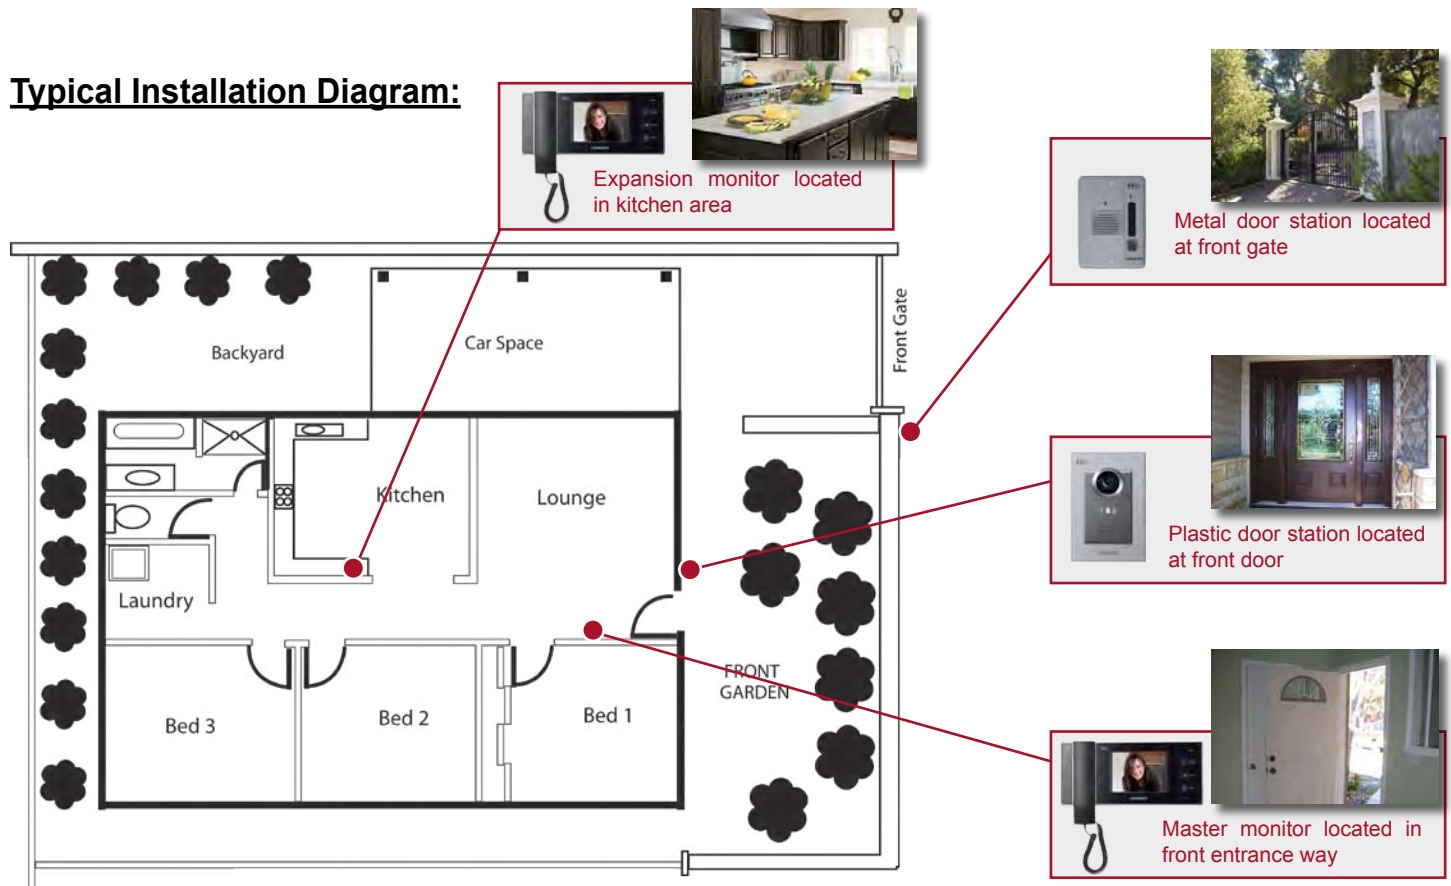 Typical Installation Diagram:
Expansion monitor located
in kitchen area
Metal door station located
at front gate
Front Gate
Backyard
Car Space
Kitchen
Lounge
Plastic door station located
at front door
Laundry
FRONT
GARDEN
Bed 3
Bed 2
Bed 1
Master monitor located in
front entrance way